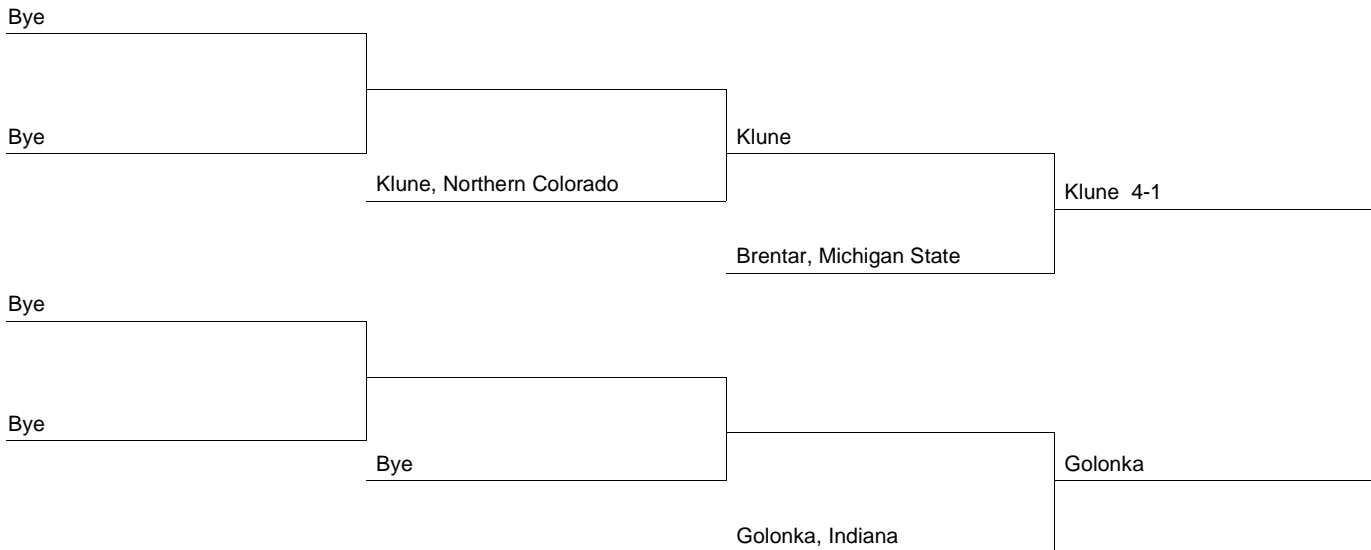 Bye
Bye
Klune
Klune, Northern Colorado
Klune 4-1
Brentar, Michigan State
Bye
Bye
Bye
Golonka
Golonka, Indiana